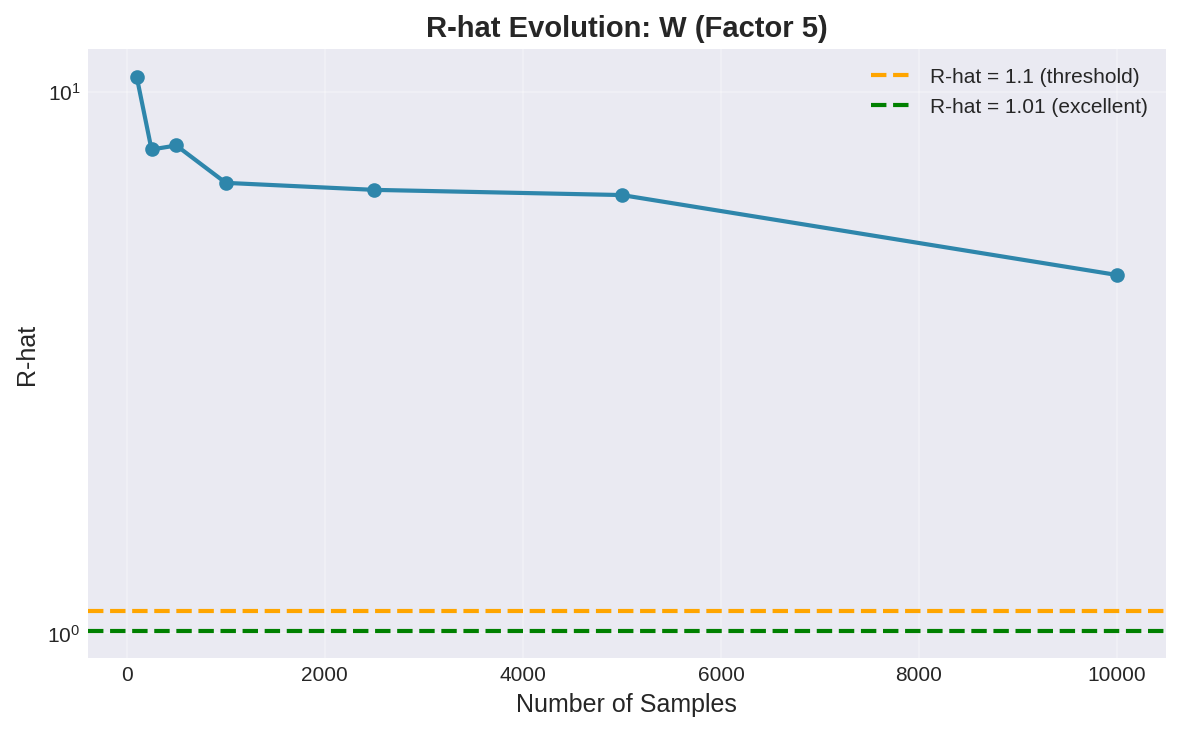 R-hat Evolution: W (Factor 5)
R-hat = 1.1 (threshold)
R-hat = 1.01 (excellent)
10¹
10⁰
R-hat
0 2000 4000 6000 8000 10000
Number of Samples